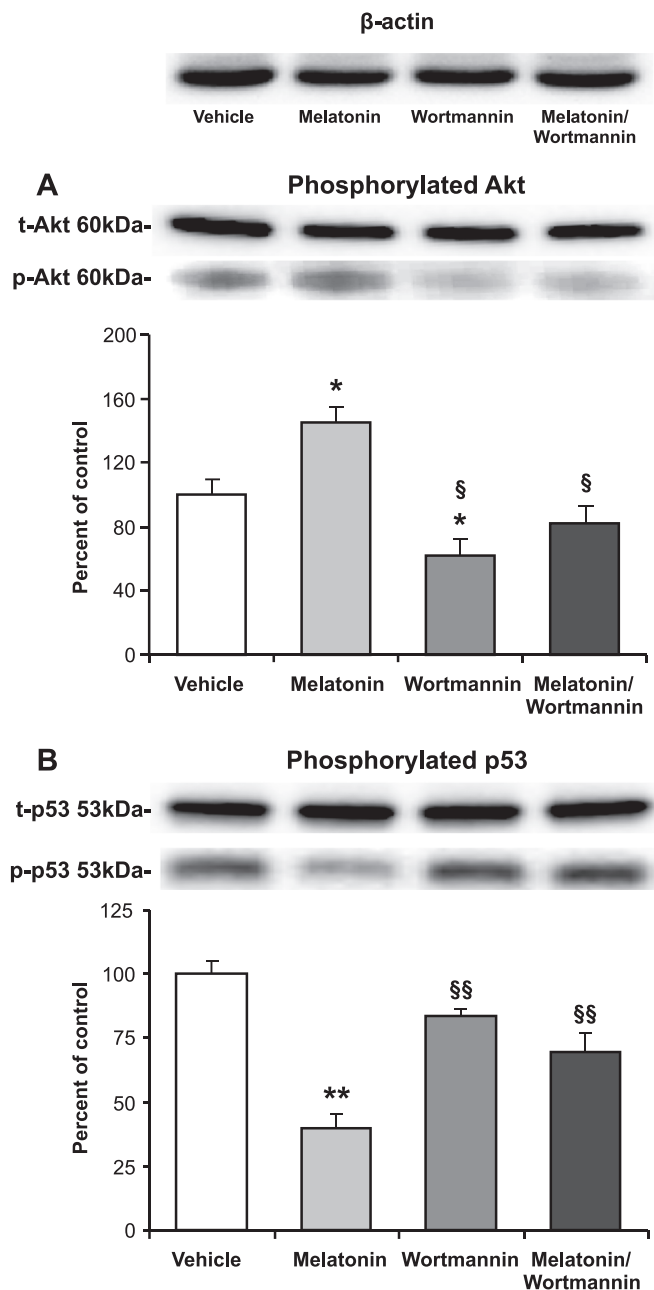 β-actin
Vehicle Melatonin Wortmannin Melatonin/
Wortmannin
A Phosphorylated Akt
t-Akt 60kDa-
p-Akt 60kDa-
200
160
120
80
40
0
Percent of control
*
§
*
§
Vehicle Melatonin Wortmannin Melatonin/
Wortmannin
B Phosphorylated p53
t-p53 53kDa-
p-p53 53kDa-
125
100
75
50
25
0
Percent of control
**
§§
§§
Vehicle Melatonin Wortmannin Melatonin/
Wortmannin